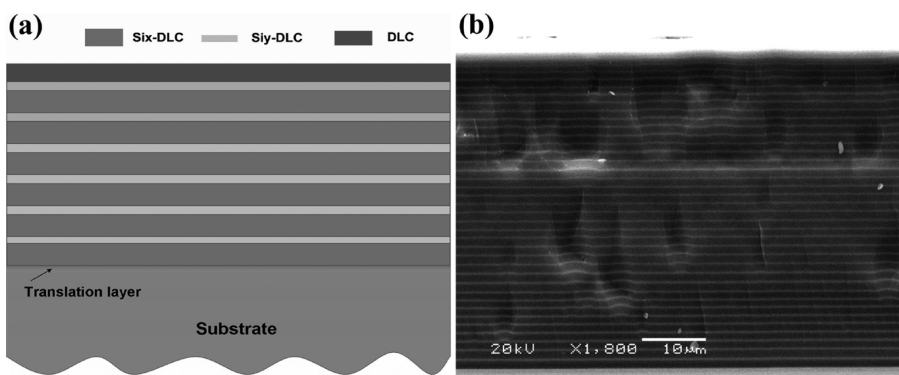 (a)
Six-DLC Siy-DLC DLC
Translation layer
Substrate
(b)
20kV X1,800 10μm